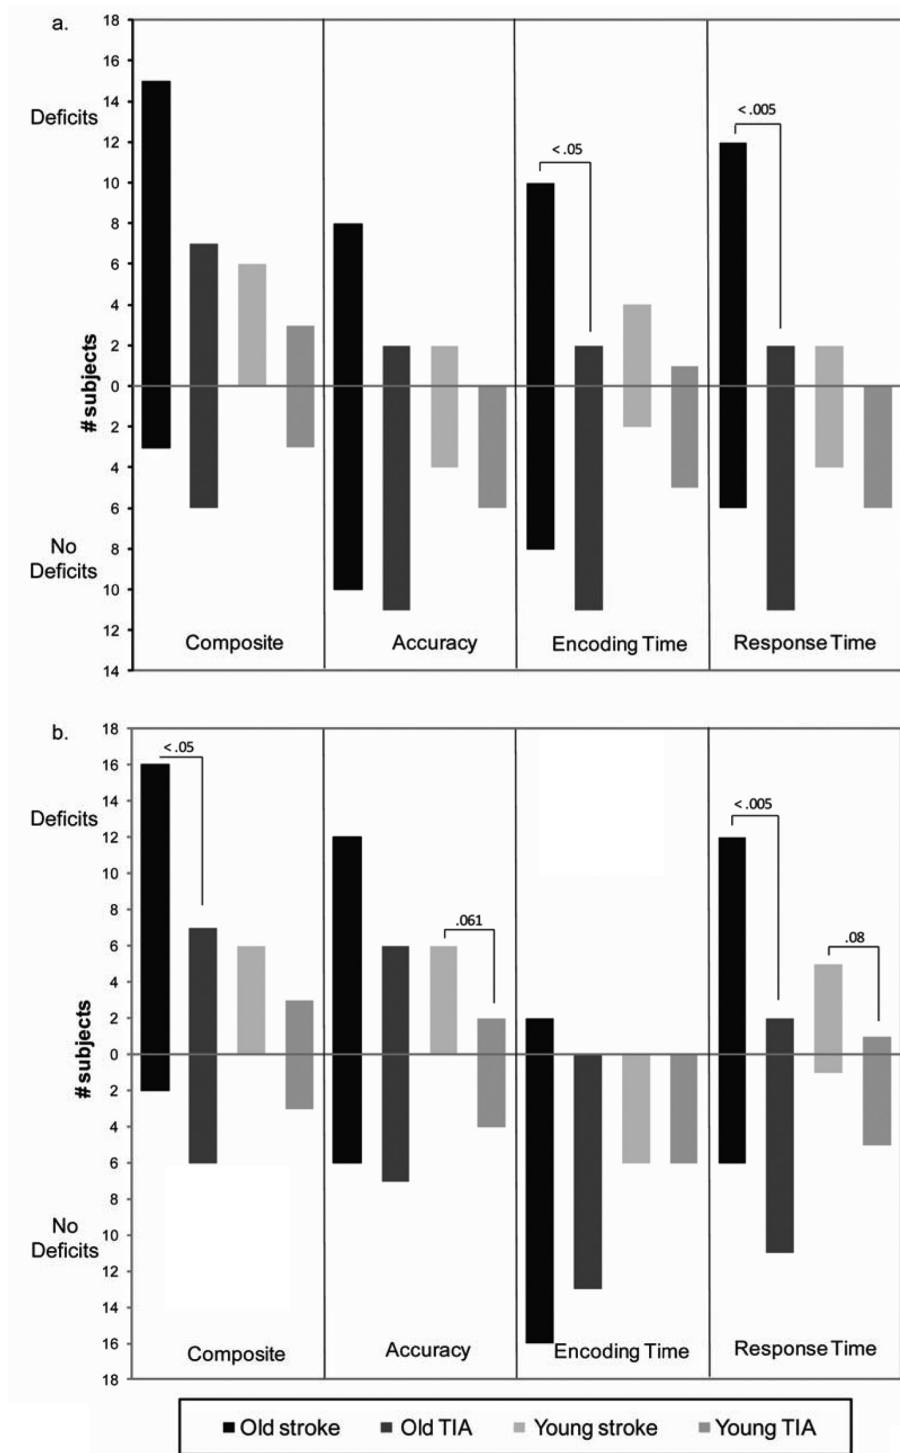 a.
18
16
14
Deficits
12
10
8
6
4
2
0
# subjects
2
4
6
No
Deficits
8
10
12
14
< .05
< .005
Composite
Accuracy
Encoding Time
Response Time
b.
18
16
14
Deficits
12
10
8
6
4
2
0
# subjects
2
4
6
8
No
Deficits
10
12
14
16
18
< .05
.061
< .005
.08
Composite
Accuracy
Encoding Time
Response Time
Old stroke Old TIA Young stroke Young TIA